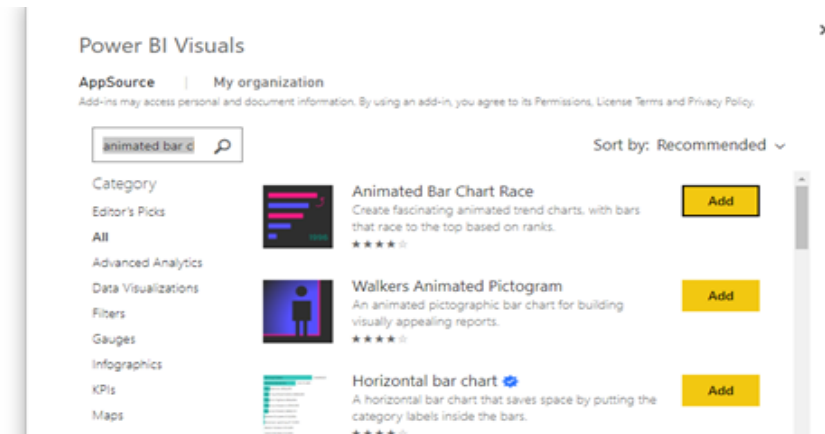 Power BI Visuals
AppSource | My organization
Add-ins may access personal and document information. By using an add-in, you agree to its Permissions, License Terms and Privacy Policy.
animated bar c
Sort by: Recommended
Category
Editor's Picks
All
Advanced Analytics
Data Visualizations
Filters
Gauges
Infographics
KPIs
Maps
Animated Bar Chart Race
Create fascinating animated trend charts, with bars
that race to the top based on ranks.
Add
Walkers Animated Pictogram
An animated pictographic bar chart for building
visually appealing reports.
Add
Horizontal bar chart
A horizontal bar chart that saves space by putting the
category labels inside the bars.
Add